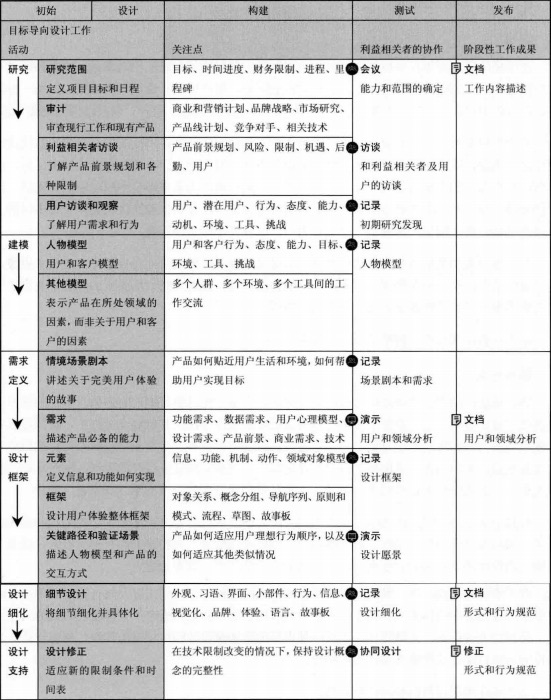 初始 设计 构建 测试 发布
目标导向设计工作
活动 关注点 利益相关者的协作 阶段性工作成果
研究 研究范围 目标、时间进度、财务限制、进程、里 会议 文档
定义项目目标和日程 程碑 能力和范围的确定 工作内容描述
审计 商业和营销计划、品牌战略、市场研究、
审查现行工作和现有产品 产品线计划、竞争对手、相关技术
利益相关者访谈 产品前景规划、风险、限制、机遇、后 访谈
了解产品前景规划和各 勤、用户 和利益相关者及用
种限制 户的访谈
用户访谈和观察 用户、潜在用户、行为、态度、能力、 记录
了解用户需求和行为 动机、环境、工具、挑战 初期研究发现
建模 人物模型 用户和客户行为、态度、能力、目标、 记录
用户和客户模型 环境、工具、挑战 人物模型
其他模型 多个人群、多个环境、多个工具间的工
表示产品在所处领域的 作交流
因素,而非关于用户和客
户的因素
需求 情境场景剧本 产品如何贴近用户生活和环境,如何帮 记录
定义 讲述关于完美用户体验 助用户实现目标 场景剧本和需求
的故事
需求 功能需求、数据需求、用户心理模型、 演示 文档
描述产品必备的能力 设计需求、产品前景、商业需求、技术 用户和领域分析 用户和领域分析
设计 元素 信息、功能、机制、动作、领域对象模型 记录
框架 定义信息和功能如何实现 设计框架
框架 对象关系、概念分组、导航序列、原则和
设计用户体验整体框架 模式、流程、草图、故事板
关键路径和验证场景 产品如何适应用户理想行为顺序,以及 演示
描述人物模型和产品的 如何适应其他类似情况 设计愿景
交互方式
设计 细节设计 外观、习语、界面、小部件、行为、信息、 记录 文档
细化 将细节细化并具体化 视觉化、品牌、体验、语言、故事板 设计细化 形式和行为规范
设计 设计修正 在技术限制改变的情况下,保持设计概 协同设计 修正
支持 适应新的限制条件和时 念的完整性 形式和行为规范
间表